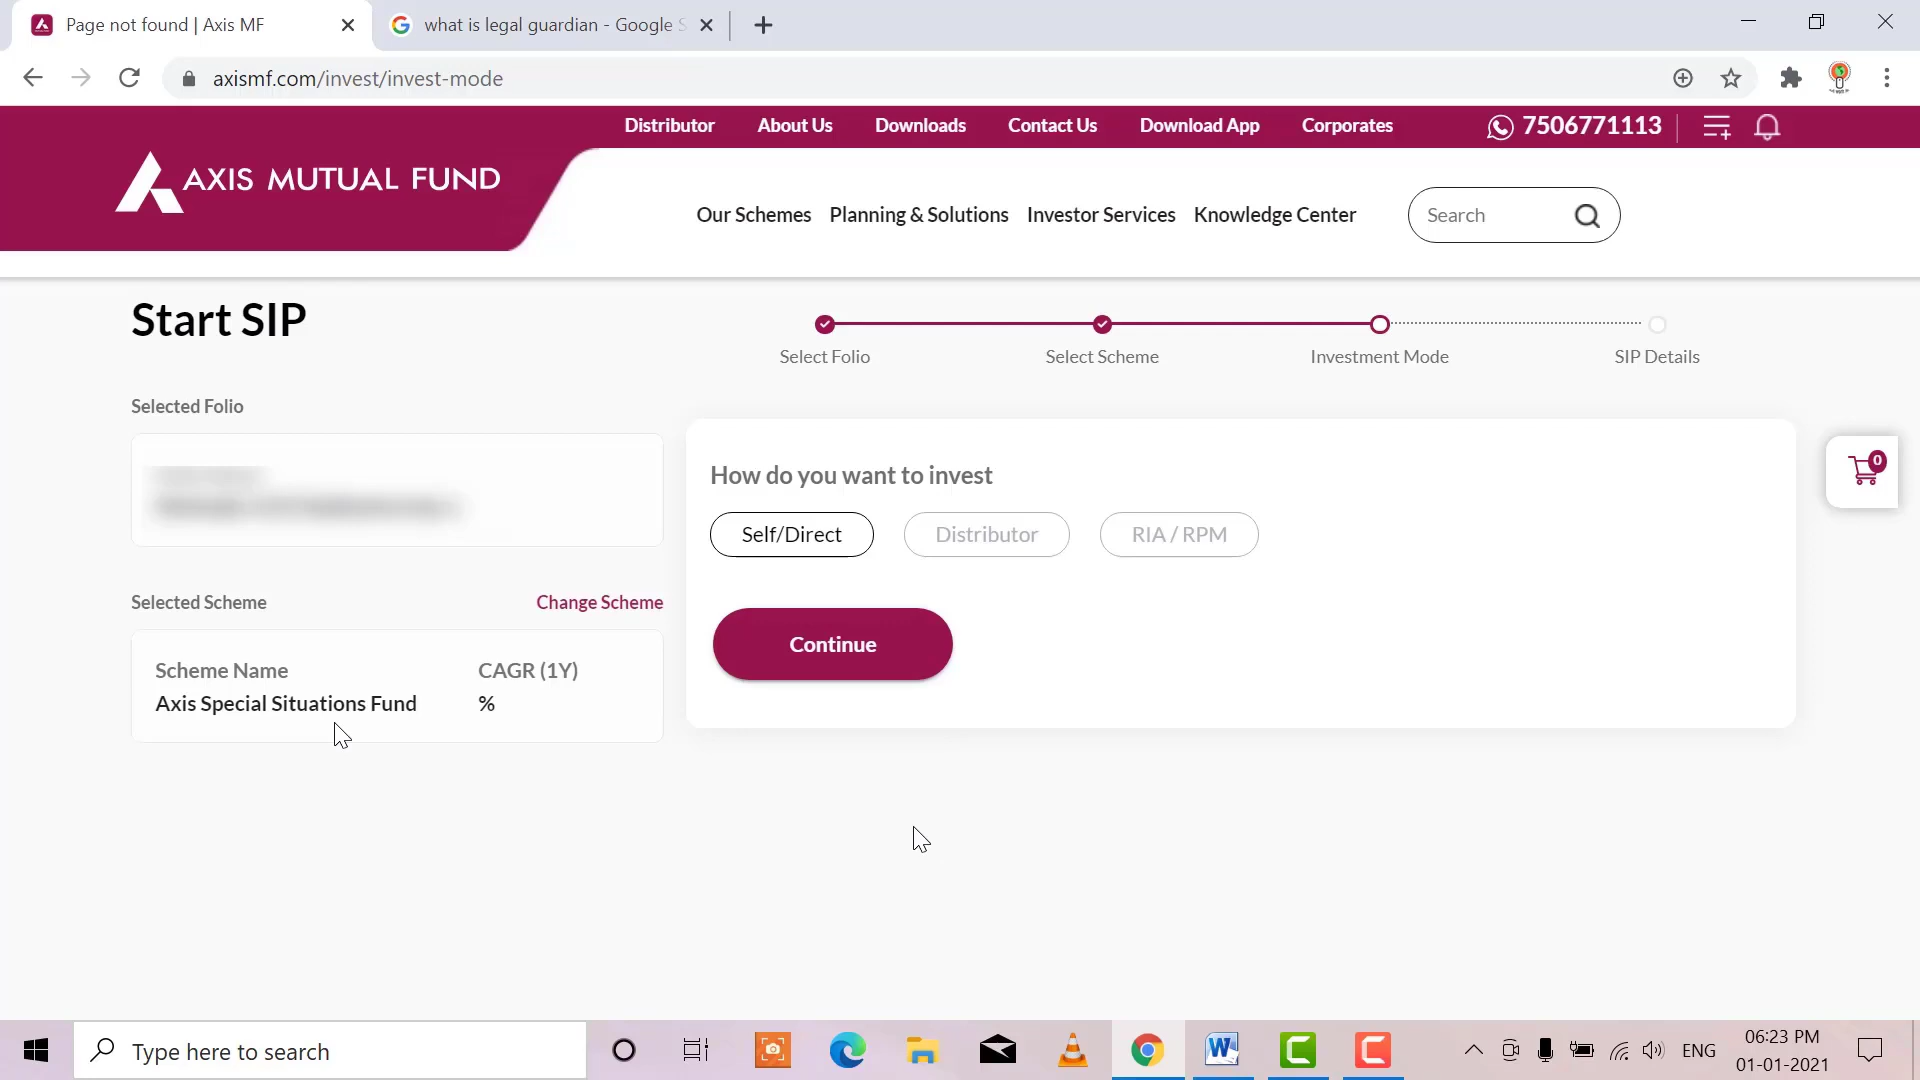 Page not found | Axis MF
what is legal guardian - Google S
axismf.com/invest/invest-mode
Distributor About Us Downloads Contact Us Download App Corporates 7506771113
AXIS MUTUAL FUND
Our Schemes Planning & Solutions Investor Services Knowledge Center Search
Start SIP
Select Folio Select Scheme Investment Mode SIP Details
Selected Folio
How do you want to invest
Self/Direct Distributor RIA / RPM
Continue
0
Selected Scheme Change Scheme
Scheme Name CAGR (1Y)
Axis Special Situations Fund %
Type here to search
ENG
06:23 PM
01-01-2021